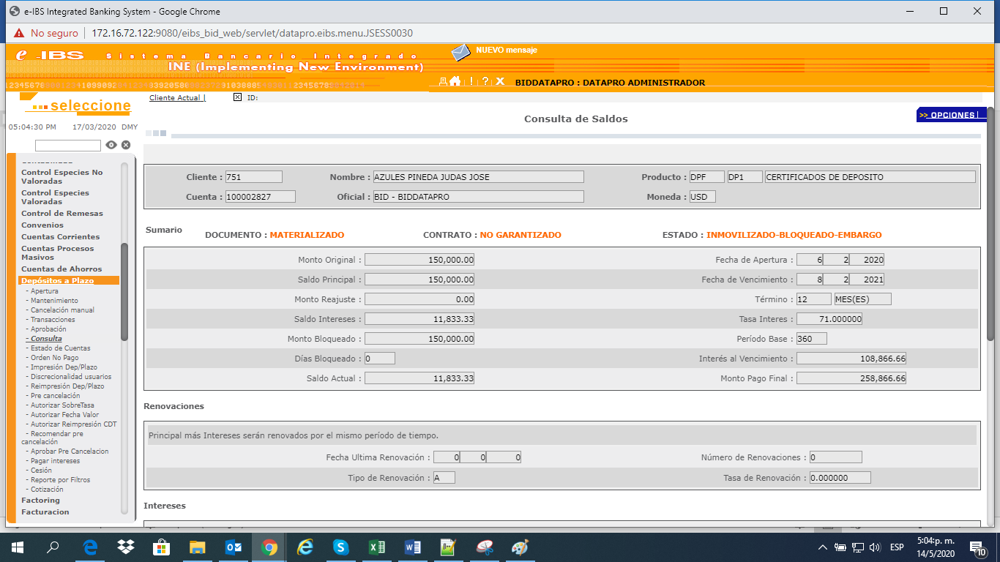 e-IBS Integrated Banking System - Google Chrome
No seguro | 172.16.72.122:9080/eibs_bid_web/servlet/datapro.eibs.menu.JSESS0030
e -IBS Sistema Bancario Integrado
INE (Implementing New Environment)
NUEVO mensaje
BIDDATAPRO : DATAPRO ADMINISTRADOR
seleccione
05:04:30 PM 17/03/2020 DMY
Cliente Actual | ID:
Consulta de Saldos
>> OPCIONES |
Control Especies No
Valoradas
Control Especies
Valoradas
Control de Remesas
Convenios
Cuentas Corrientes
Cuentas Procesos
Masivos
Cuentas de Ahorros
Depósitos a Plazo
- Apertura
- Mantenimiento
- Cancelación manual
- Transacciones
- Aprobación
- Consulta
- Estado de Cuentas
- Orden No Pago
- Impresión Dep/Plazo
- Discrecionalidad usuarios
- Reimpresión Dep/Plazo
- Pre cancelación
- Autorizar SobreTasa
- Autorizar Fecha Valor
- Autorizar Reimpresión CDT
- Recomendar pre
cancelación
- Aprobar Pre Cancelacion
- Pagar intereses
- Cesión
- Reporte por Filtros
- Cotización
Factoring
Facturacion
Cliente : 751 Nombre : AZULES PINEDA JUDAS JOSE Producto : DPF DP1 CERTIFICADOS DE DEPOSITO
Cuenta : 100002827 Oficial : BID - BIDDATAPRO Moneda : USD
Sumario DOCUMENTO : MATERIALIZADO CONTRATO : NO GARANTIZADO ESTADO : INMOVILIZADO-BLOQUEADO-EMBARGO
Monto Original : 150,000.00 Fecha de Apertura : 6 2 2020
Saldo Principal : 150,000.00 Fecha de Vencimiento : 8 2 2021
Monto Reajuste : 0.00 Término : 12 MES(ES)
Saldo Intereses : 11,833.33 Tasa Interes : 71.000000
Monto Bloqueado : 150,000.00 Período Base : 360
Días Bloqueado : 0 Interés al Vencimiento : 108,866.66
Saldo Actual : 11,833.33 Monto Pago Final : 258,866.66
Renovaciones
Principal más Intereses serán renovados por el mismo período de tiempo.
Fecha Ultima Renovación : 0 0 0 Número de Renovaciones : 0
Tipo de Renovación : A Tasa de Renovación : 0.000000
Intereses
ESP
5:04p. m.
14/5/2020
10